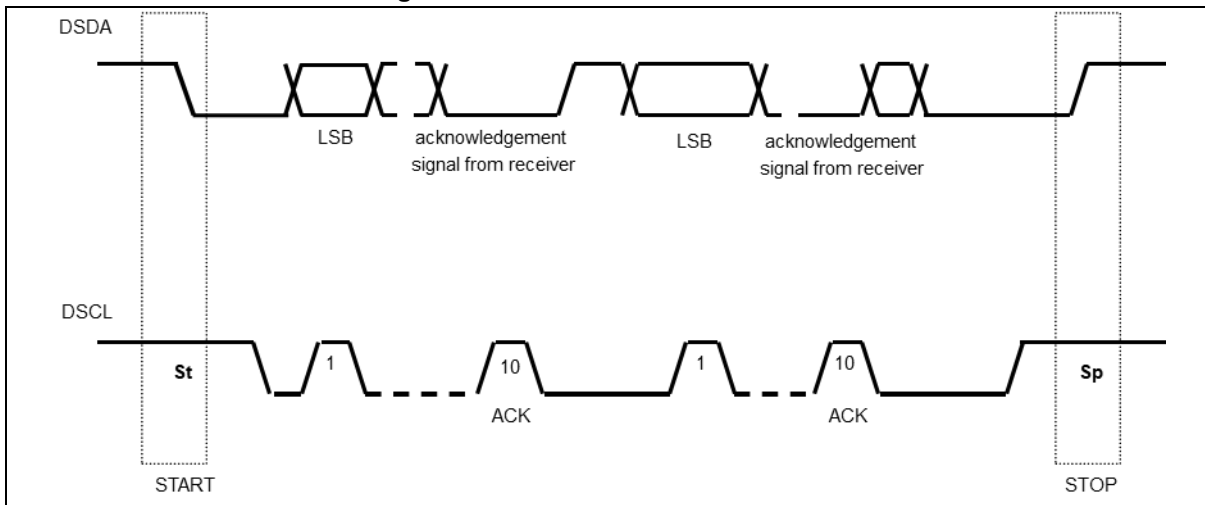 DSDA
LSB
acknowledgement
signal from receiver
LSB
acknowledgement
signal from receiver
DSCL
St
1
10
1
10
Sp
ACK
ACK
START
STOP